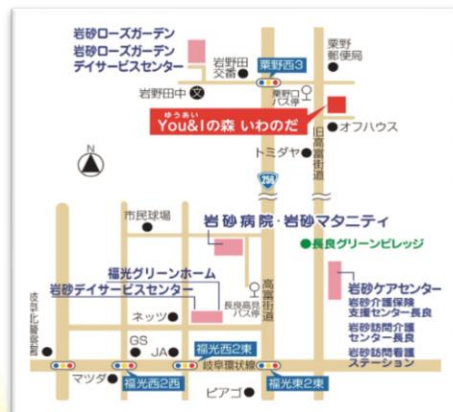 岩砂ローズガーデン
岩砂ローズガーデン
デイサービスセンター
岩野田
交番
栗野西3
栗野
郵便局
岩野田中
文
栗野口
バス停
ゆうあい
You&Iの森 いわのだ
オフハウス
トミダヤ
旧高富街道
N
256
市民球場
岩砂病院・岩砂マタニティ
長良グリーンビレッジ
福光グリーンホーム
岩砂デイサービスセンター
長良高見
バス停
高富街道
岩砂ケアセンター
岩砂介護保険
支援センター長良
岩砂訪問介護
センター長良
岩砂訪問看護
ステーション
岐阜北警察署
ネッツ
GS
JA
福光西2東
岐阜環状線
マツダ
福光西2西
ピアゴ
福光東2東